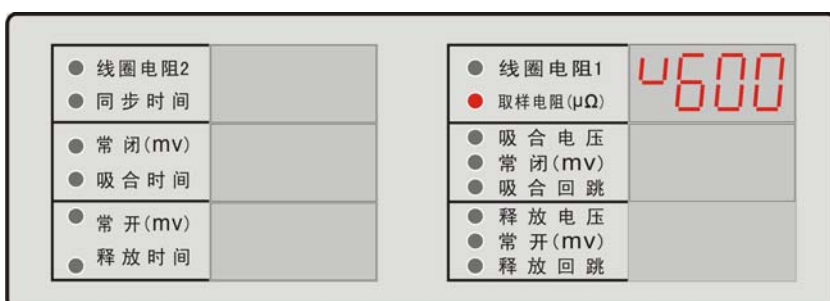 线圈电阻2
同步时间
常闭(mv)
吸合时间
常开(mv)
释放时间
线圈电阻1
取样电阻(μΩ)
吸合电压
常闭(mv)
吸合回跳
释放电压
常开(mv)
释放回跳
600